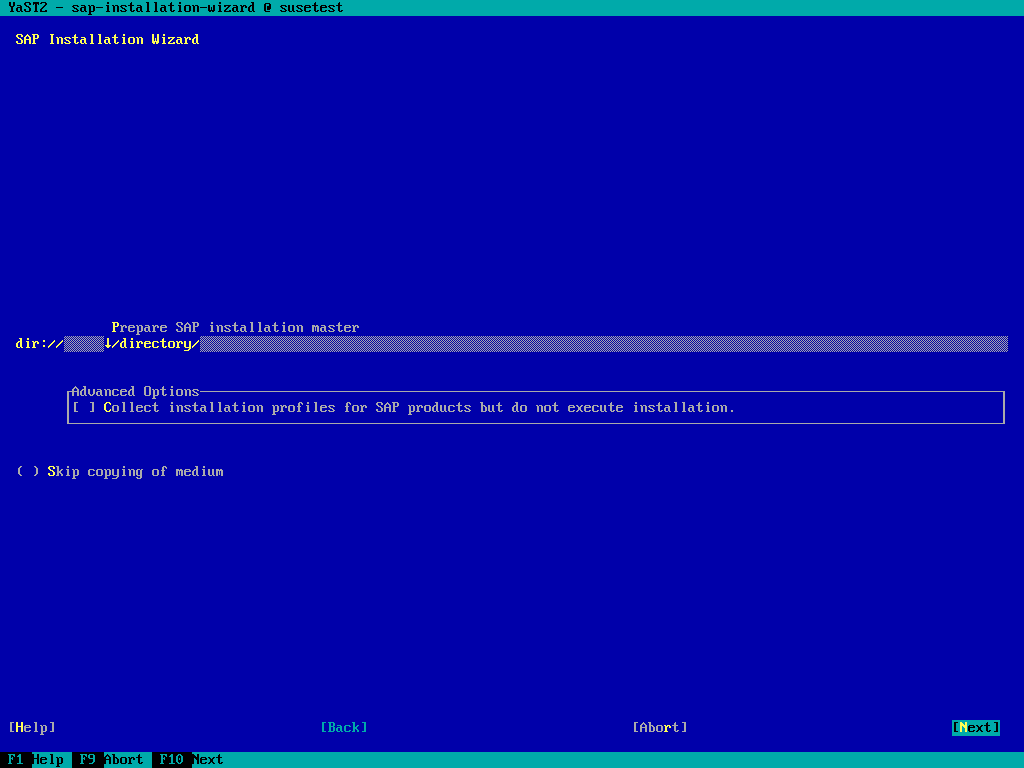 YaST2 - sap-installation-wizard @ susetest
SAP Installation Wizard
Prepare SAP installation master
dir:// ↓/directory/
Advanced Options
[ ] Collect installation profiles for SAP products but do not execute installation.
( ) Skip copying of medium
[Help] [Back] [Abort] [Next]
F1 Help F9 Abort F10 Next